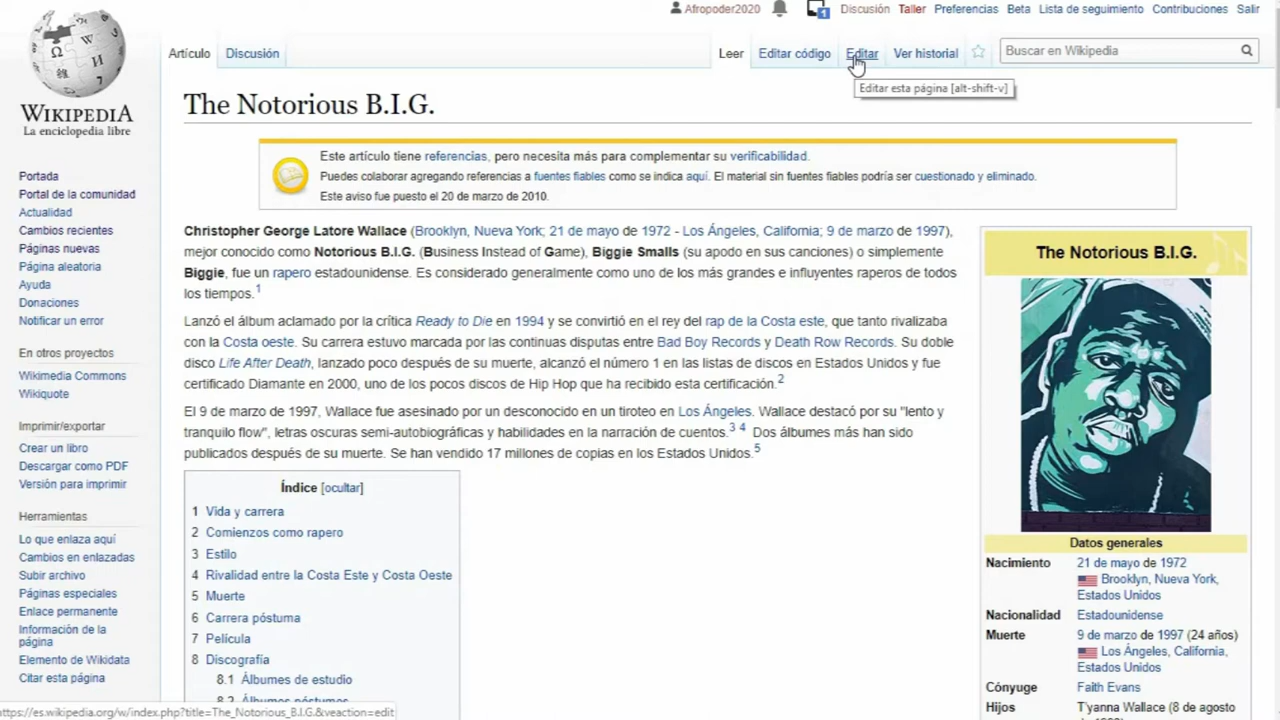 Afropoder2020 1 Discusión Taller Preferencias Beta Lista de seguimiento Contribuciones Salir
Artículo Discusión Leer Editar código Editar Ver historial Buscar en Wikipedia
Editar esta página [alt-shift-v]
WIKIPEDIA
La enciclopedia libre
Portada
Portal de la comunidad
Actualidad
Cambios recientes
Páginas nuevas
Página aleatoria
Ayuda
Donaciones
Notificar un error
En otros proyectos
Wikimedia Commons
Wikiquote
Imprimir/exportar
Crear un libro
Descargar como PDF
Versión para imprimir
Herramientas
Lo que enlaza aquí
Cambios en enlazadas
Subir archivo
Páginas especiales
Enlace permanente
Información de la
página
Elemento de Wikidata
Citar esta página
The Notorious B.I.G.
Este artículo tiene referencias, pero necesita más para complementar su verificabilidad.
Puedes colaborar agregando referencias a fuentes fiables como se indica aquí. El material sin fuentes fiables podría ser cuestionado y eliminado.
Este aviso fue puesto el 20 de marzo de 2010.
Christopher George Latore Wallace (Brooklyn, Nueva York; 21 de mayo de 1972 - Los Ángeles, California; 9 de marzo de 1997),
mejor conocido como Notorious B.I.G. (Business Instead of Game), Biggie Smalls (su apodo en sus canciones) o simplemente
Biggie, fue un rapero estadounidense. Es considerado generalmente como uno de los más grandes e influyentes raperos de todos
los tiempos.1
Lanzó el álbum aclamado por la crítica Ready to Die en 1994 y se convirtió en el rey del rap de la Costa este, que tanto rivalizaba
con la Costa oeste. Su carrera estuvo marcada por las continuas disputas entre Bad Boy Records y Death Row Records. Su doble
disco Life After Death, lanzado poco después de su muerte, alcanzó el número 1 en las listas de discos en Estados Unidos y fue
certificado Diamante en 2000, uno de los pocos discos de Hip Hop que ha recibido esta certificación.2
El 9 de marzo de 1997, Wallace fue asesinado por un desconocido en un tiroteo en Los Ángeles. Wallace destacó por su "lento y
tranquilo flow", letras oscuras semi-autobiográficas y habilidades en la narración de cuentos.3 4 Dos álbumes más han sido
publicados después de su muerte. Se han vendido 17 millones de copias en los Estados Unidos.5
Índice [ocultar]
1 Vida y carrera
2 Comienzos como rapero
3 Estilo
4 Rivalidad entre la Costa Este y Costa Oeste
5 Muerte
6 Carrera póstuma
7 Película
8 Discografía
8.1 Álbumes de estudio
8.2 Álbumes póstumos
The Notorious B.I.G.
Datos generales
Nacimiento 21 de mayo de 1972
Brooklyn, Nueva York,
Estados Unidos
Nacionalidad Estadounidense
Muerte 9 de marzo de 1997 (24 años)
Los Ángeles, California,
Estados Unidos
Cónyuge Faith Evans
Hijos T'yanna Wallace (8 de agosto
https://es.wikipedia.org/w/index.php?title=The_Notorious_B.I.G.&veaction=edit